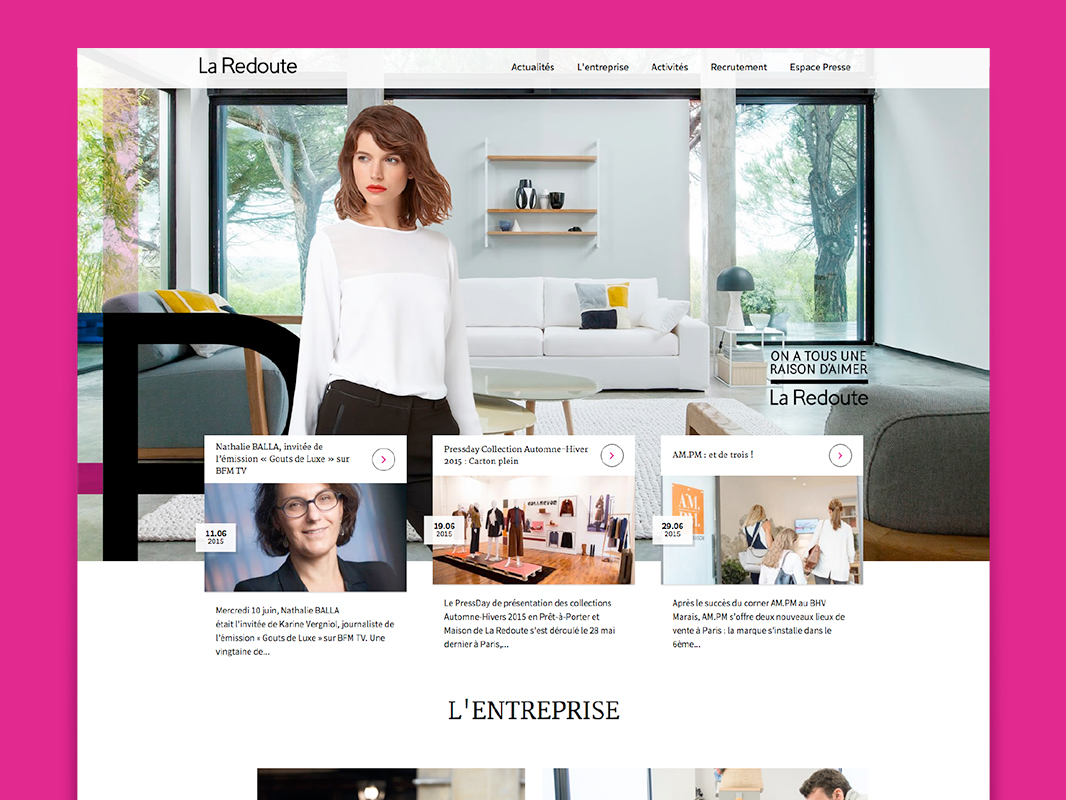 La Redoute
Actualités L'entreprise Activités Recrutement Espace Presse
ON A TOUS UNE
RAISON D'AIMER
La Redoute
Nathalie BALLA, invitée de
l'émission « Gouts de Luxe » sur
BFM TV
11.06
2015
Mercredi 10 juin, Nathalie BALLA
était l'invitée de Karine Vergniol, journaliste de
l'émission « Gouts de Luxe » sur BFM TV. Une
vingtaine de...
Pressday Collection Automne-Hiver
2015 : Carton plein
19.06
2015
Le PressDay de présentation des collections
Automne-Hivers 2015 en Prêt-à-Porter et
Maison de La Redoute s'est déroulé le 28 mai
dernier à Paris,...
AM.PM : et de trois !
AM.
PM.
29.06
2015
Après le succès du corner AM.PM au BHV
Marais, AM.PM s'offre deux nouveaux lieux de
vente à Paris : la marque s'installe dans le
6ème...
L'ENTREPRISE